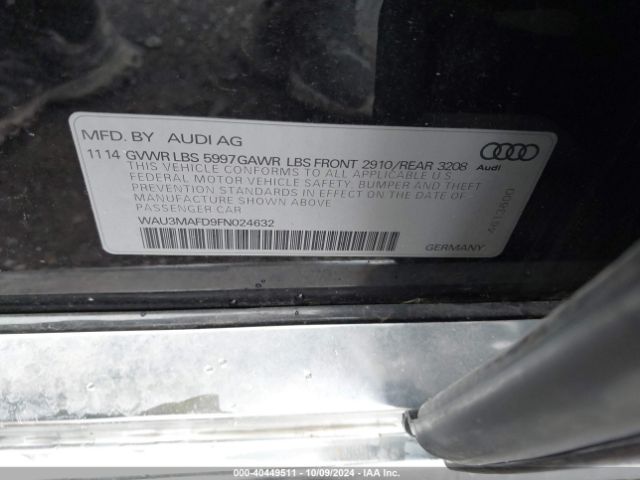 MFD. BY AUDI AG
11 14 GVWR LBS 5997 GAWR LBS FRONT 2910/REAR 3208
THIS VEHICLE CONFORMS TO ALL APPLICABLE U.S.
FEDERAL MOTOR VEHICLE SAFETY, BUMPER AND THEFT
PREVENTION STANDARDS IN EFFECT ON THE DATE OF
MANUFACTURE SHOWN ABOVE
PASSENGER CAR
WAU3MAFD9FN024632
Audi
4613400
GERMANY
000-40449511 - 10/09/2024 - IAA Inc.